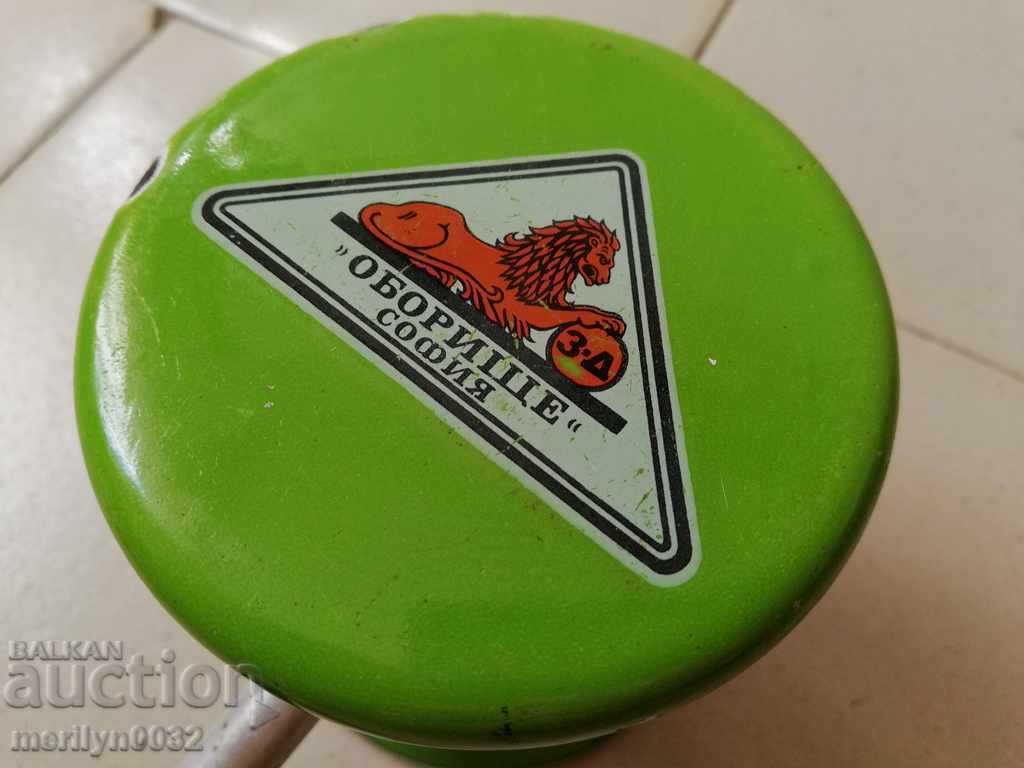 З-Д
"ОБОРИЩЕ"
СОФИЯ
BALKAN
auction
merilyn0032